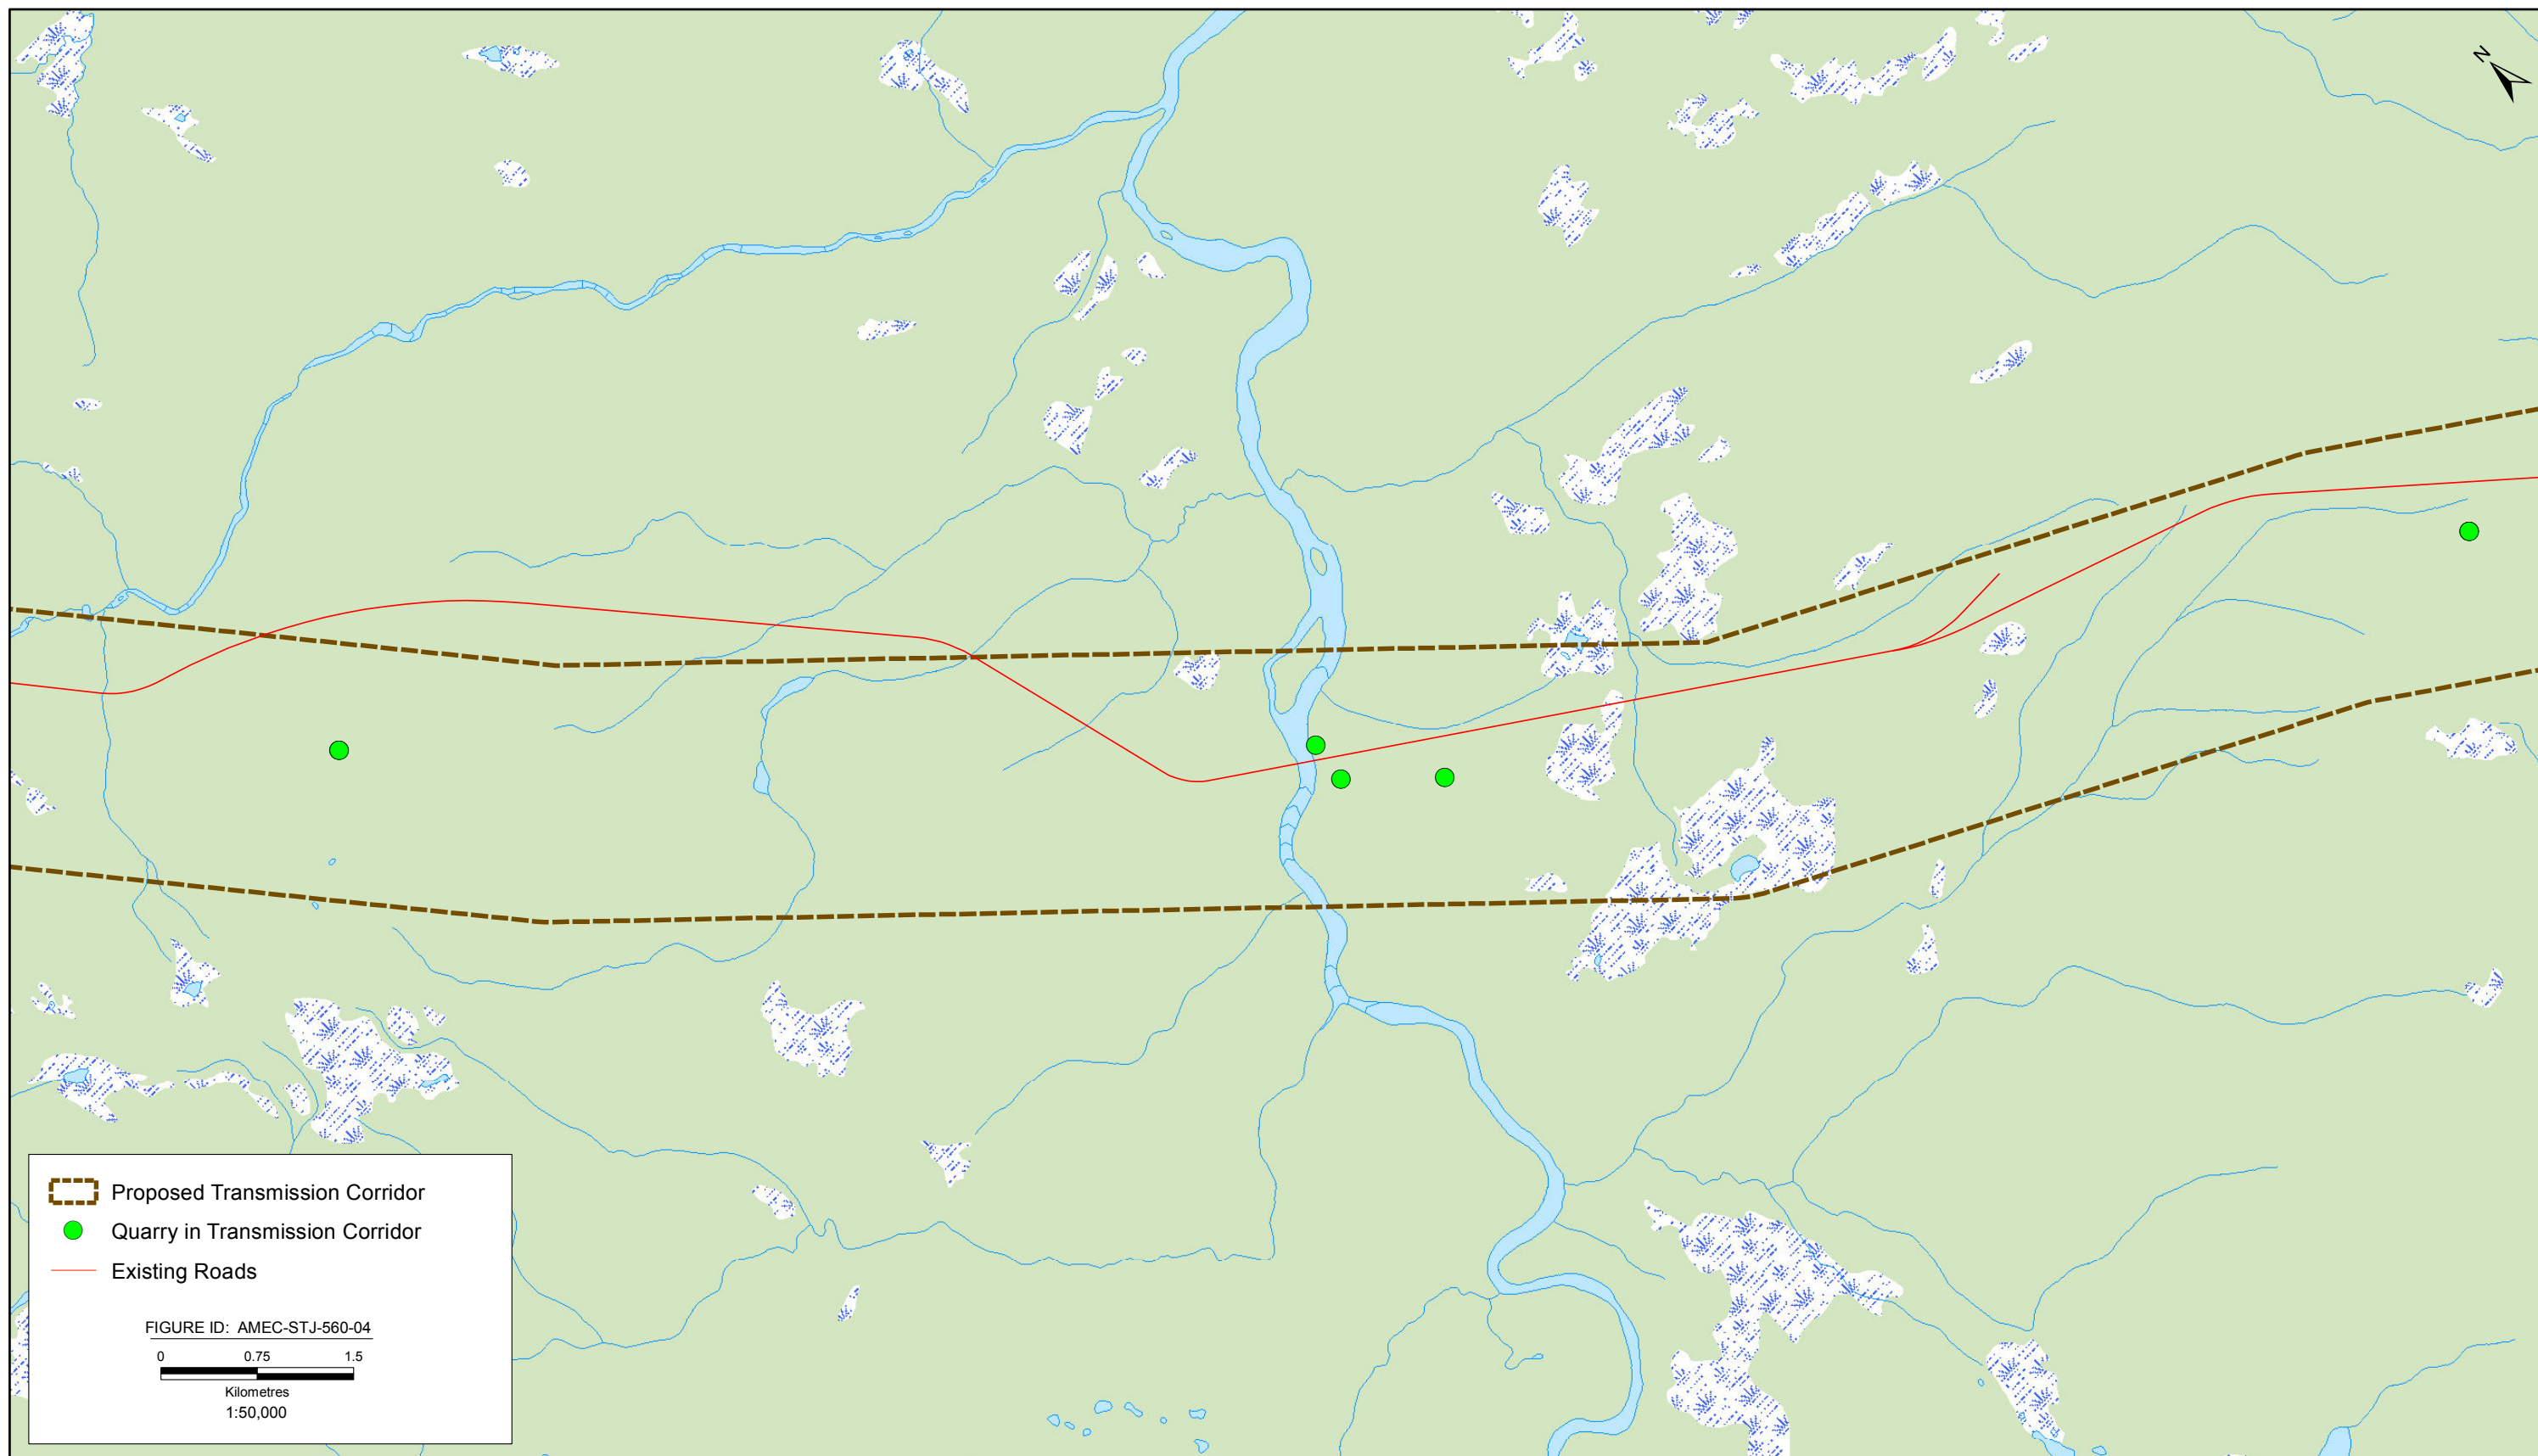 N
Proposed Transmission Corridor
Quarry in Transmission Corridor
Existing Roads
FIGURE ID: AMEC-STJ-560-04
0 0.75 1.5
Kilometres
1:50,000